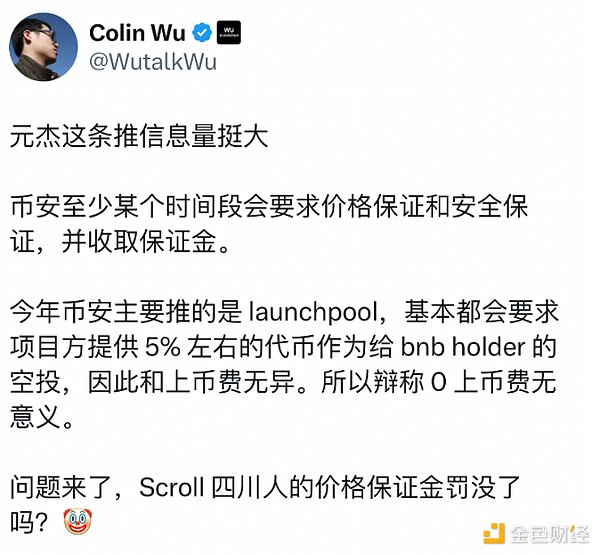 Colin Wu
WU
BLOCKCHAIN
@WutalkWu
元杰这条推信息量挺大
币安至少某个时间段会要求价格保证和安全保
证，并收取保证金。
今年币安主要推的是 launchpool，基本都会要求
项目方提供 5% 左右的代币作为给 bnb holder 的
空投，因此和上币费无异。所以辩称 0 上币费无
意义。
问题来了，Scroll 四川人的价格保证金罚没了
吗？🤡
金色财经